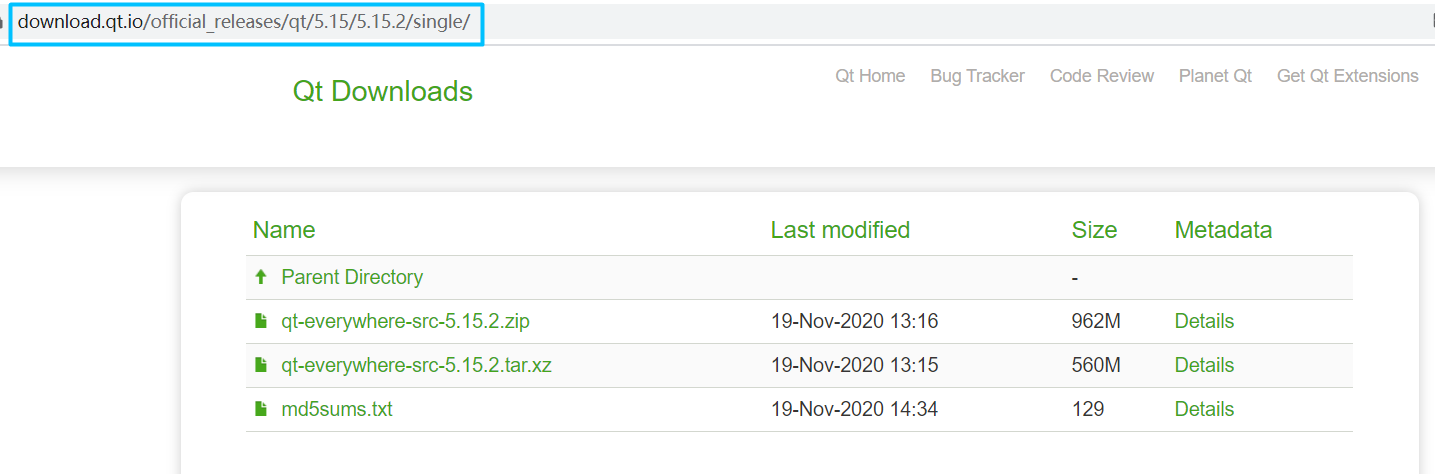 download.qt.io/official_releases/qt/5.15/5.15.2/single/
Qt Home Bug Tracker Code Review Planet Qt Get Qt Extensions
Qt Downloads
Name Last modified Size Metadata
Parent Directory -
qt-everywhere-src-5.15.2.zip 19-Nov-2020 13:16 962M Details
qt-everywhere-src-5.15.2.tar.xz 19-Nov-2020 13:15 560M Details
md5sums.txt 19-Nov-2020 14:34 129 Details